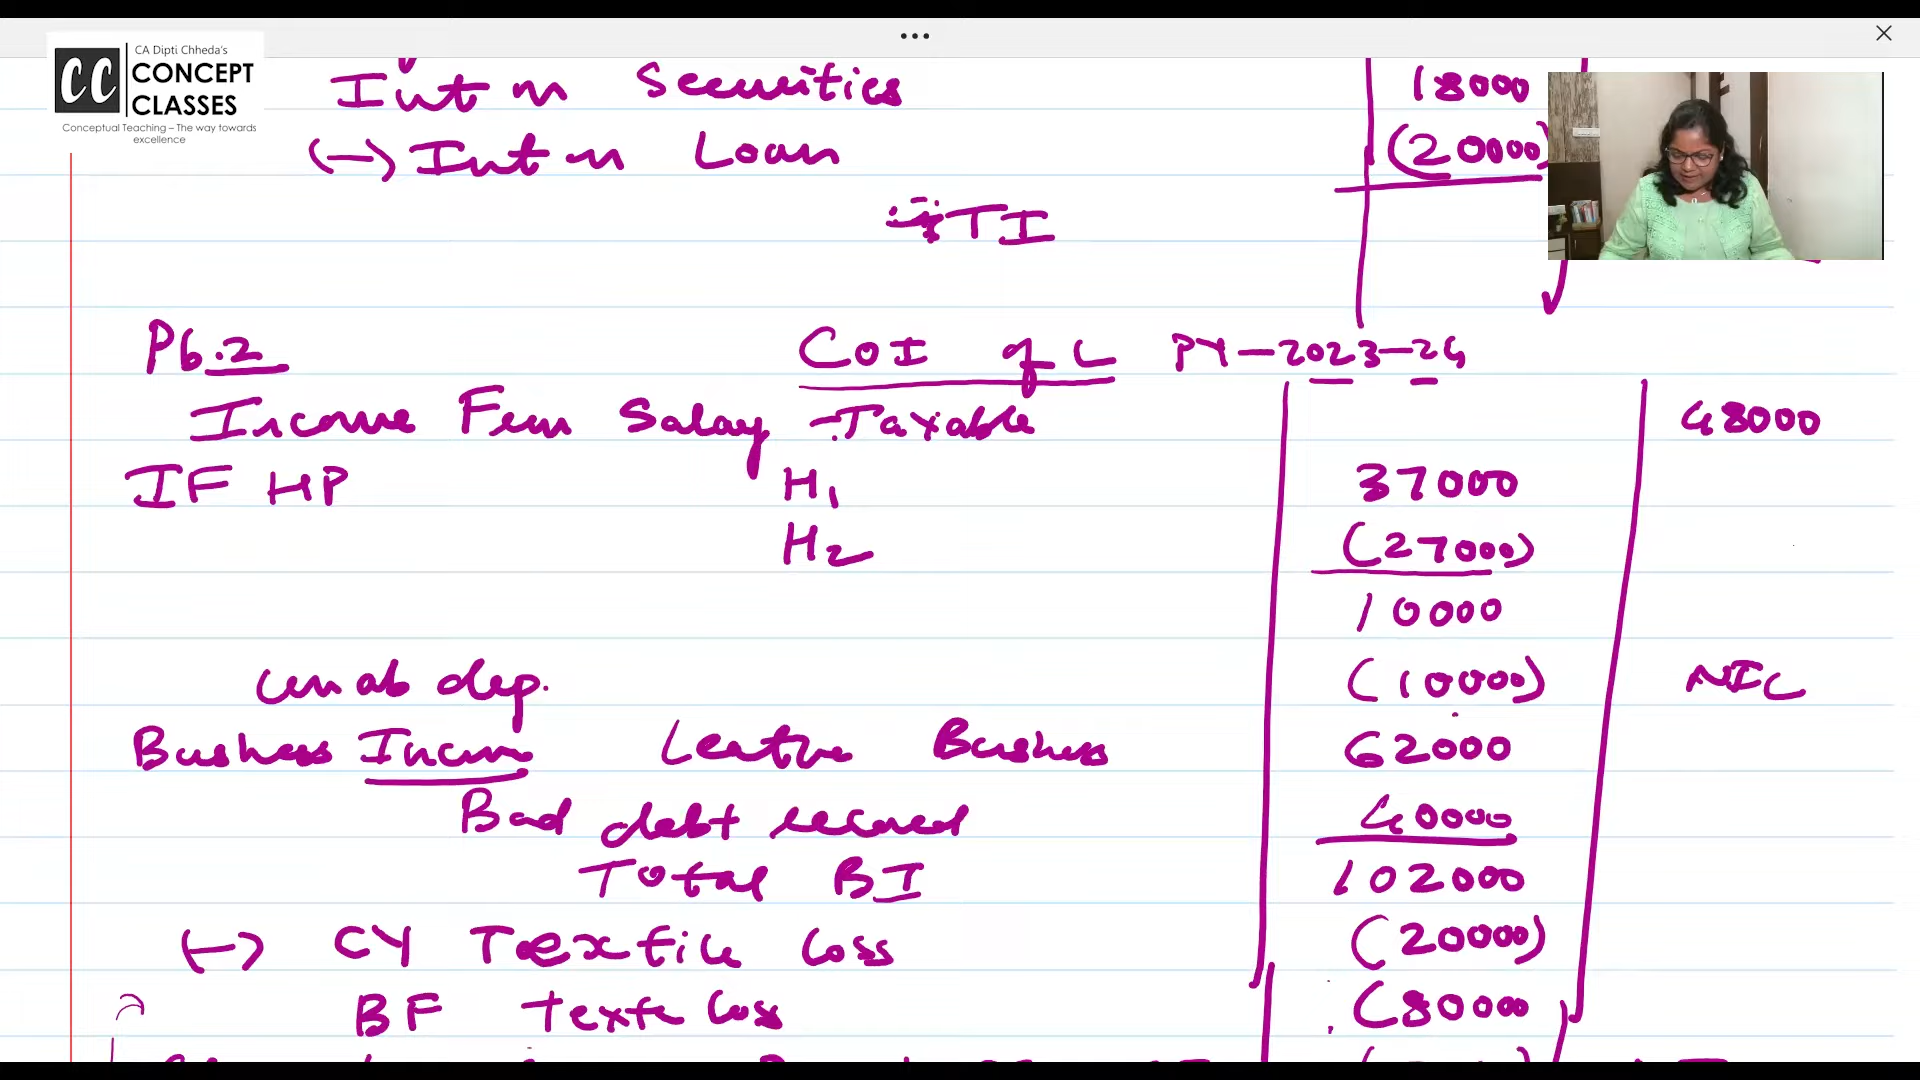 CC
CA Dipti Chheda's
CONCEPT
CLASSES
Conceptual Teaching – The way towards
excellence
Int on Securities 18000
(-) Int on Loan (20000)
TI
P6.2 COI of L PY-2023-24
Income From Salary - Taxable 48000
IF HP H1 37000
H2 (27000)
10000
unab dep. (10000) NIL
Business Income Leather Business 62000
Bad debt recovered 40000
Total BI 102000
(-) CY Textile Loss (20000)
BF Texte Loss (80000